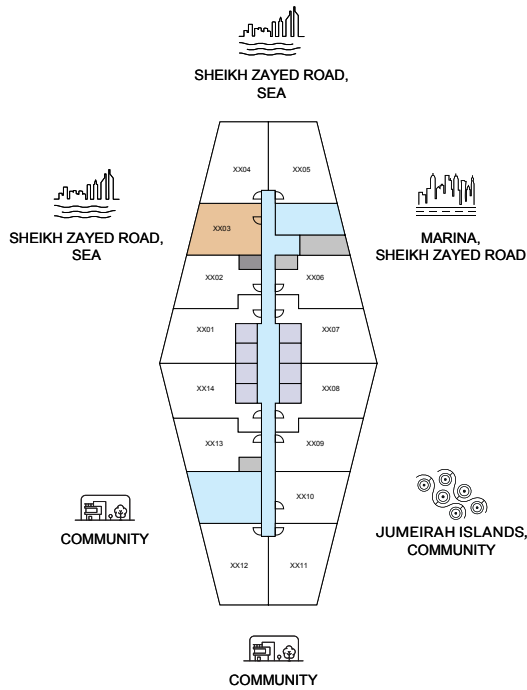 SHEIKH ZAYED ROAD,
SEA
XX04
XX05
SHEIKH ZAYED ROAD,
SEA
XX03
MARINA,
SHEIKH ZAYED ROAD
XX02
XX06
XX01
XX07
XX14
XX08
XX13
XX09
XX10
COMMUNITY
JUMEIRAH ISLANDS,
COMMUNITY
XX12
XX11
COMMUNITY